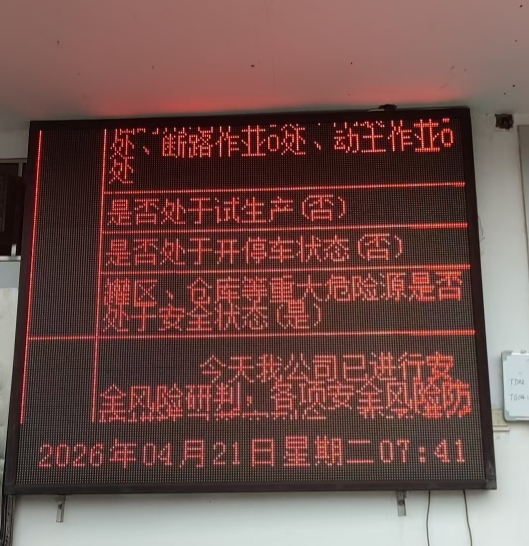 处、断路作业0处、动土作业0
处
是否处于试生产(否)
是否处于开停车状态(否)
罐区、仓库等重大危险源是否
处于安全状态(是)
今天我公司已进行安
全风险研判，各项安全风险防
2026年04月21日星期二07:41